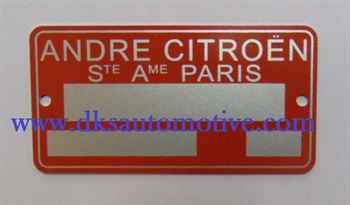 ANDRE CITROËN
STE AME PARIS
www.dksautomotive.com